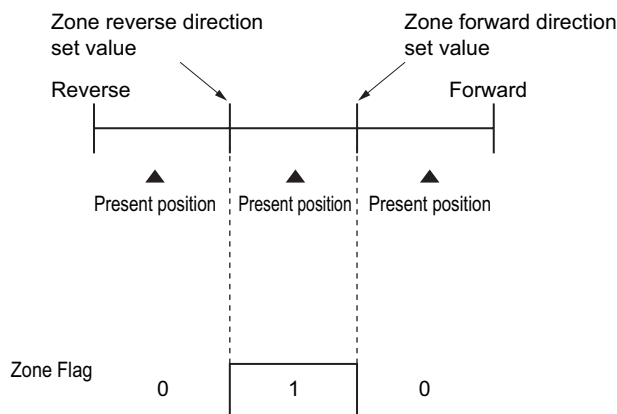 Zone reverse direction
set value
Zone forward direction
set value
Reverse
Forward
Present position
Present position
Present position
Zone Flag
0
1
0